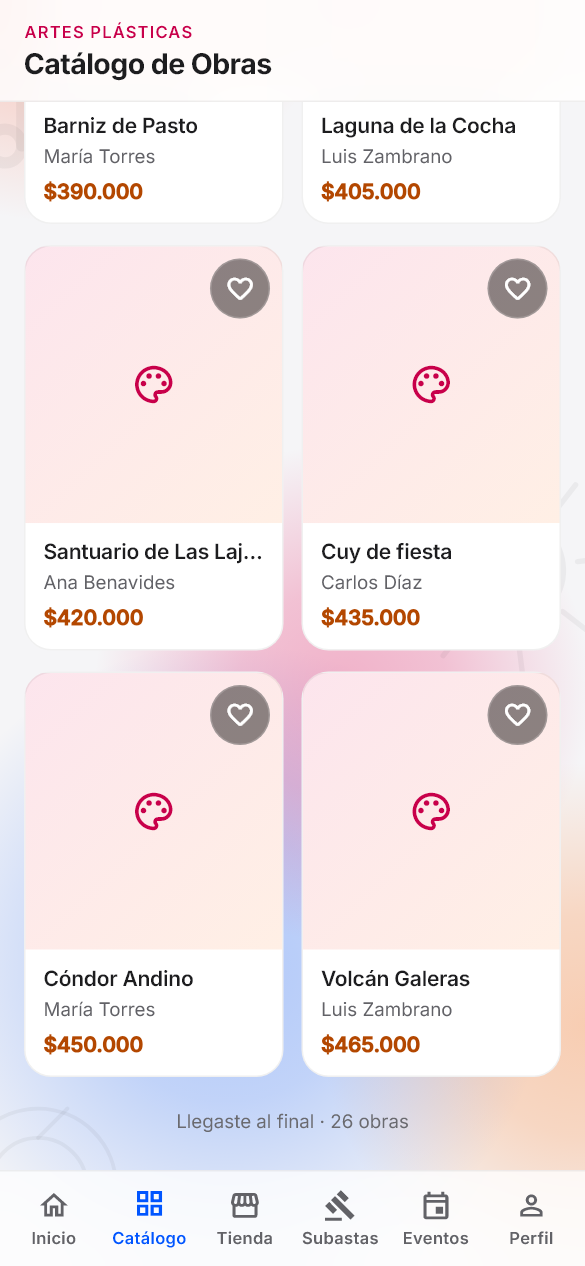 ARTES PLÁSTICAS
Catálogo de Obras
Barniz de Pasto
María Torres
$390.000
Laguna de la Cocha
Luis Zambrano
$405.000
Santuario de Las Laj...
Ana Benavides
$420.000
Cuy de fiesta
Carlos Díaz
$435.000
Cóndor Andino
María Torres
$450.000
Volcán Galeras
Luis Zambrano
$465.000
Llegaste al final · 26 obras
Inicio
Catálogo
Tienda
Subastas
Eventos
Perfil